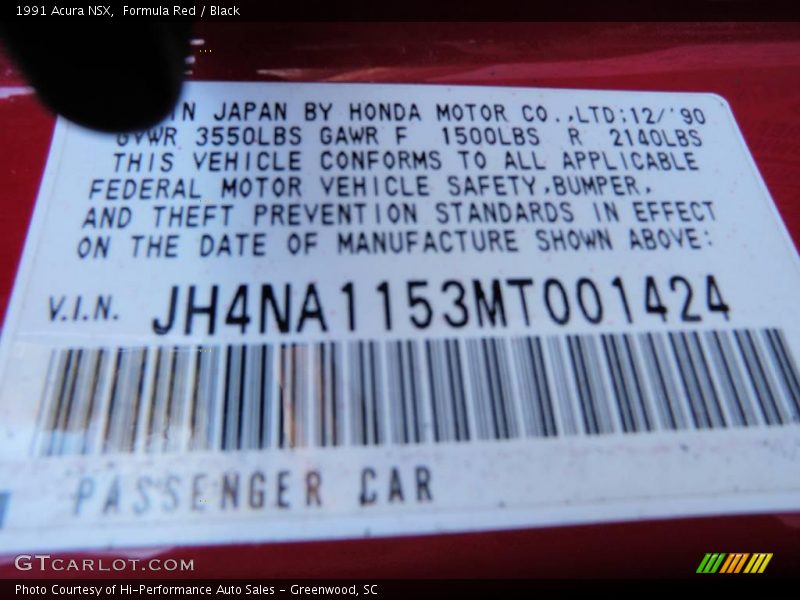 1991 Acura NSX,  Formula Red / Black
IN JAPAN BY HONDA MOTOR CO.,LTD:12/'90
GVWR 3550LBS GAWR F 1500LBS R 2140LBS
THIS VEHICLE CONFORMS TO ALL APPLICABLE
FEDERAL MOTOR VEHICLE SAFETY,BUMPER,
AND THEFT PREVENTION STANDARDS IN EFFECT
ON THE DATE OF MANUFACTURE SHOWN ABOVE:
V.I.N. JH4NA1153MT001424
PASSENGER CAR
GTCARLOT.COM
Photo Courtesy of Hi-Performance Auto Sales - Greenwood, SC